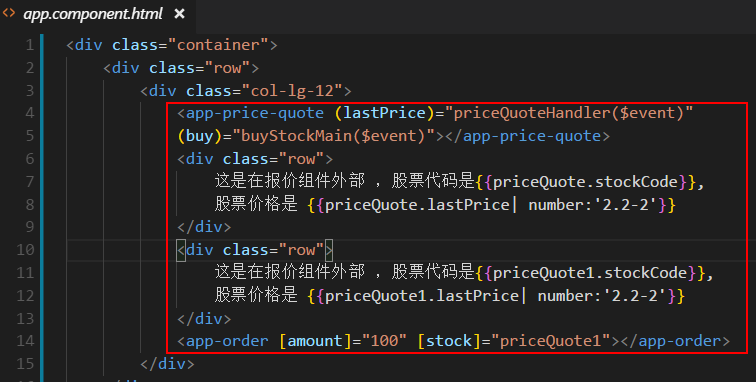 app.component.html
1 <div class="container">
2 <div class="row">
3 <div class="col-lg-12">
4 <app-price-quote (lastPrice)="priceQuoteHandler($event)"
5 (buy)="buyStockMain($event)"></app-price-quote>
6 <div class="row">
7 这是在报价组件外部 ，股票代码是{{priceQuote.stockCode}},
8 股票价格是 {{priceQuote.lastPrice| number:'2.2-2'}}
9 </div>
10 <div class="row">
11 这是在报价组件外部 ，股票代码是{{priceQuote1.stockCode}},
12 股票价格是 {{priceQuote1.lastPrice| number:'2.2-2'}}
13 </div>
14 <app-order [amount]="100" [stock]="priceQuote1"></app-order>
15 </div>